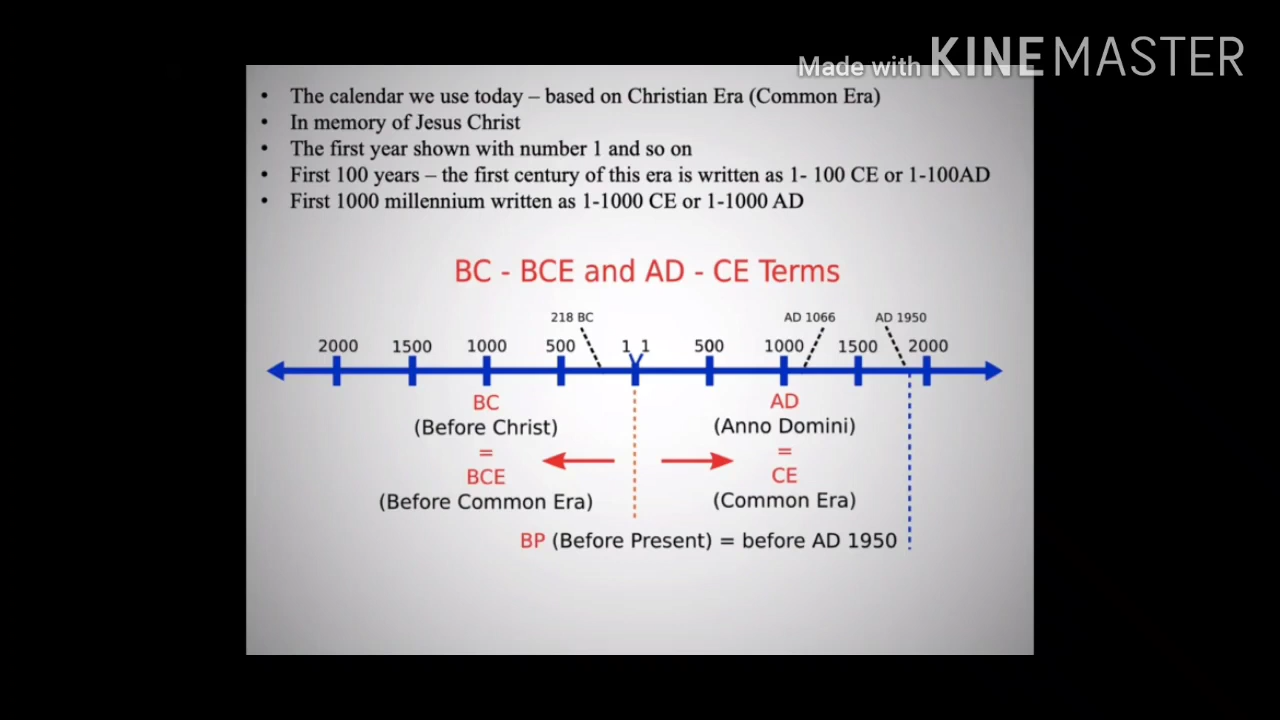 Made with KINEMASTER
• The calendar we use today – based on Christian Era (Common Era)
• In memory of Jesus Christ
• The first year shown with number 1 and so on
• First 100 years – the first century of this era is written as 1- 100 CE or 1-100AD
• First 1000 millennium written as 1-1000 CE or 1-1000 AD
BC - BCE and AD - CE Terms
218 BC AD 1066 AD 1950
2000 1500 1000 500 1 1 500 1000 1500 2000
BC AD
(Before Christ) (Anno Domini)
= =
BCE CE
(Before Common Era) (Common Era)
BP (Before Present) = before AD 1950